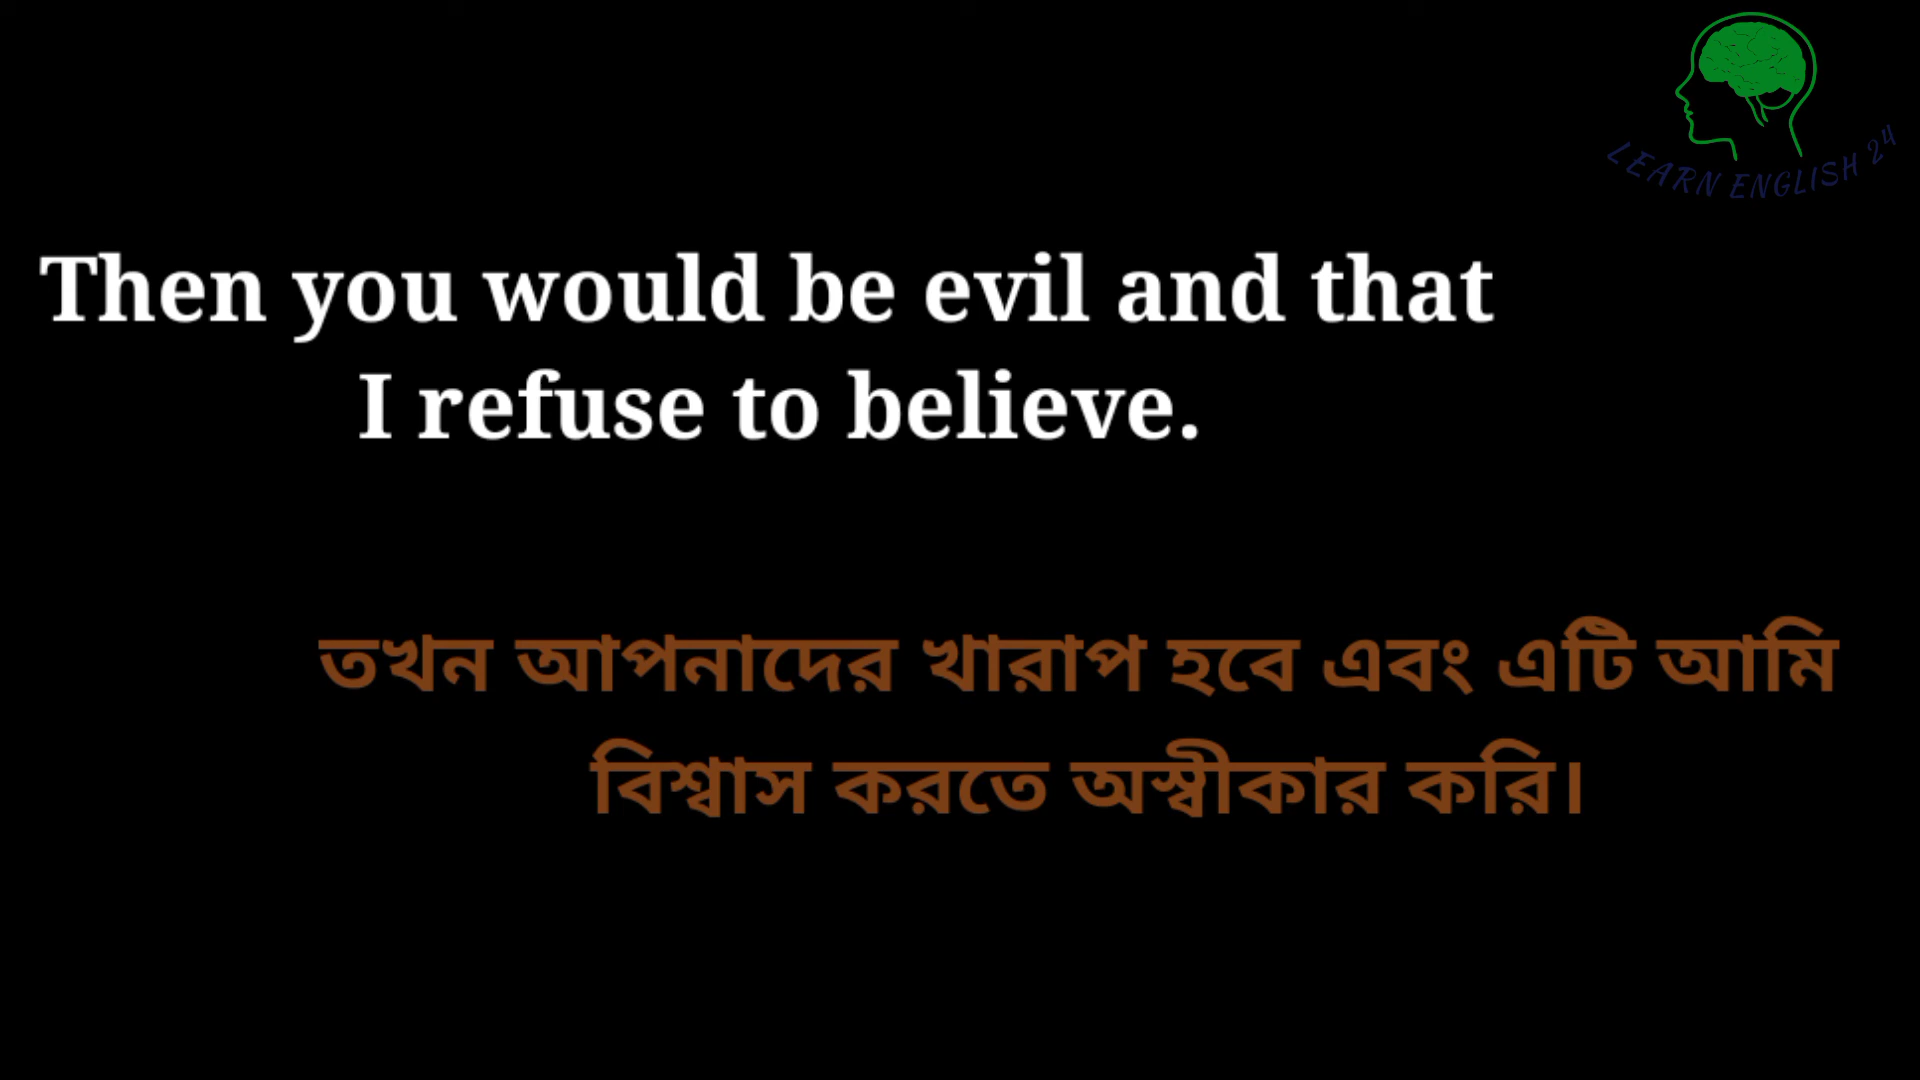 LEARN ENGLISH 24
Then you would be evil and that
I refuse to believe.
তখন আপনাদের খারাপ হবে এবং এটি আমি
বিশ্বাস করতে অস্বীকার করি।